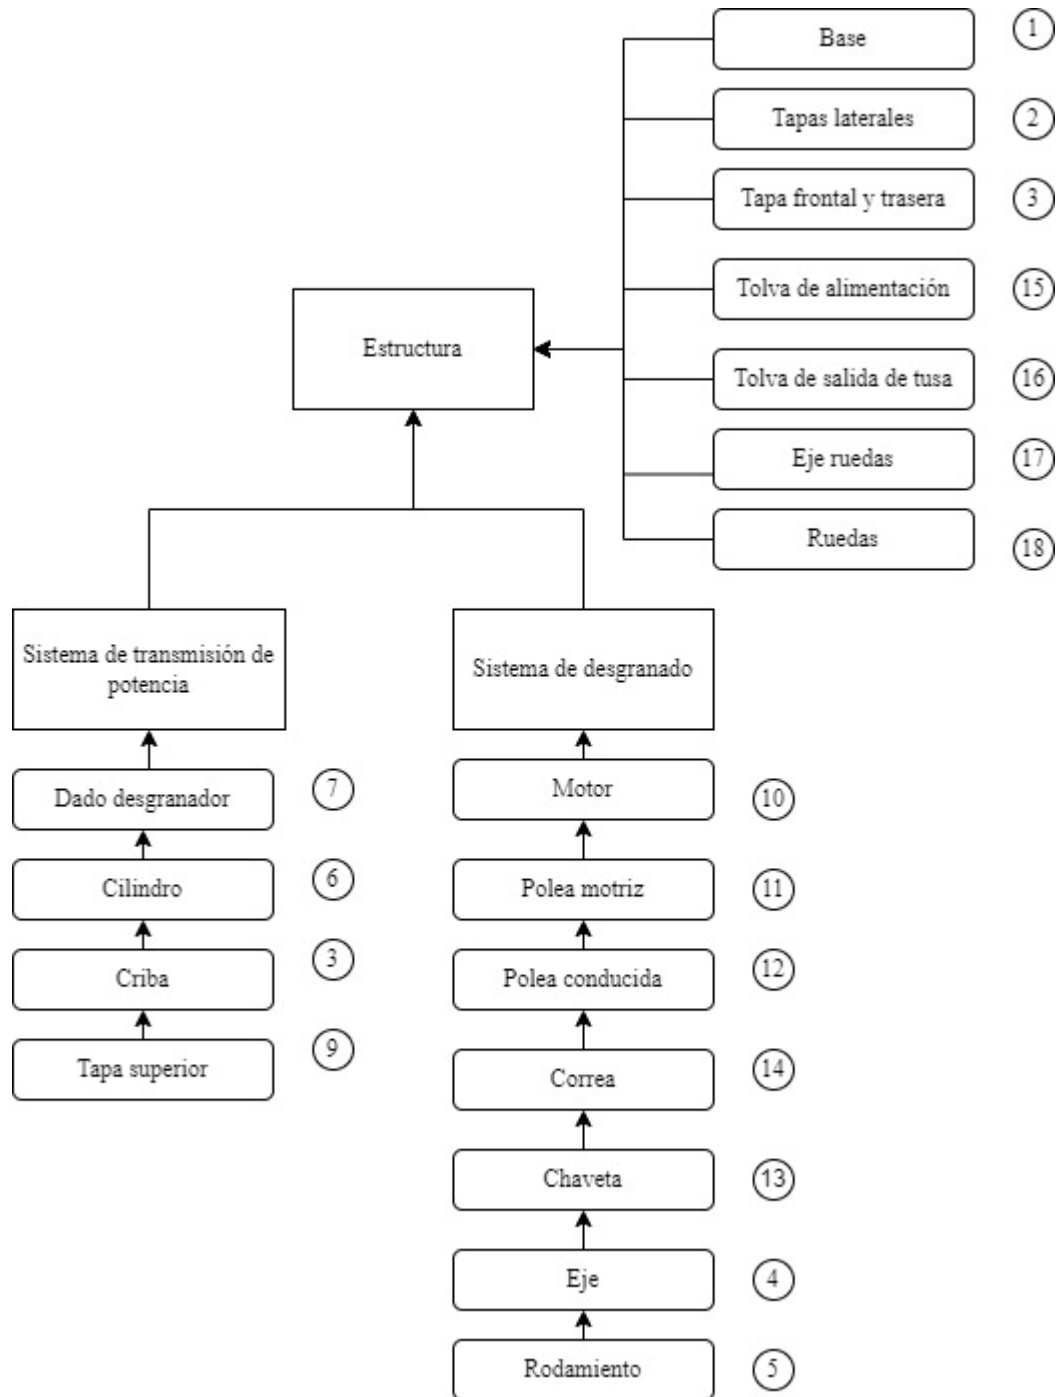 Base
1
Tapas laterales
2
Tapa frontal y trasera
3
Tolva de alimentación
15
Estructura
Tolva de salida de tusa
16
Eje ruedas
17
Ruedas
18
Sistema de transmisión de
potencia
Sistema de desgranado
Dado desgranador
7
Motor
10
Cilindro
6
Polea motriz
11
Criba
3
Polea conducida
12
Tapa superior
9
Correa
14
Chaveta
13
Eje
4
Rodamiento
5